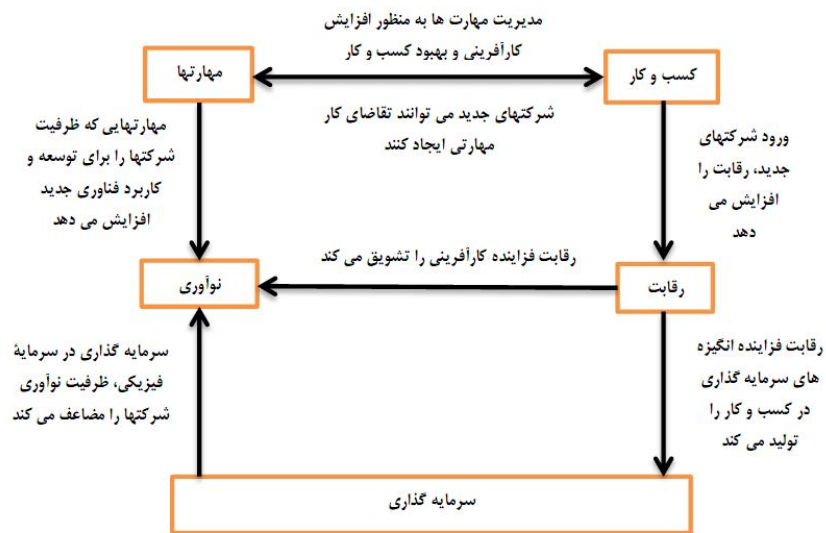 مدیریت مهارت ها به منظور افزایش
کارآفرینی و بهبود کسب و کار
کسب و کار
مهارتها
شرکتهای جدید می توانند تقاضای کار
مهارتی ایجاد کنند
ورود شرکتهای
جدید، رقابت را
افزایش می
دهد
مهارتهایی که ظرفیت
شرکتها را برای توسعه و
کاربرد فناوری جدید
افزایش می دهد
رقابت فزاینده کارآفرینی را تشویق می کند
رقابت
نوآوری
رقابت فزاینده انگیزه
های سرمایه گذاری
در کسب و کار را
تولید می کند
سرمایه گذاری در سرمایۀ
فیزیکی، ظرفیت نوآوری
شرکتها را مضاعف می کند
سرمایه گذاری